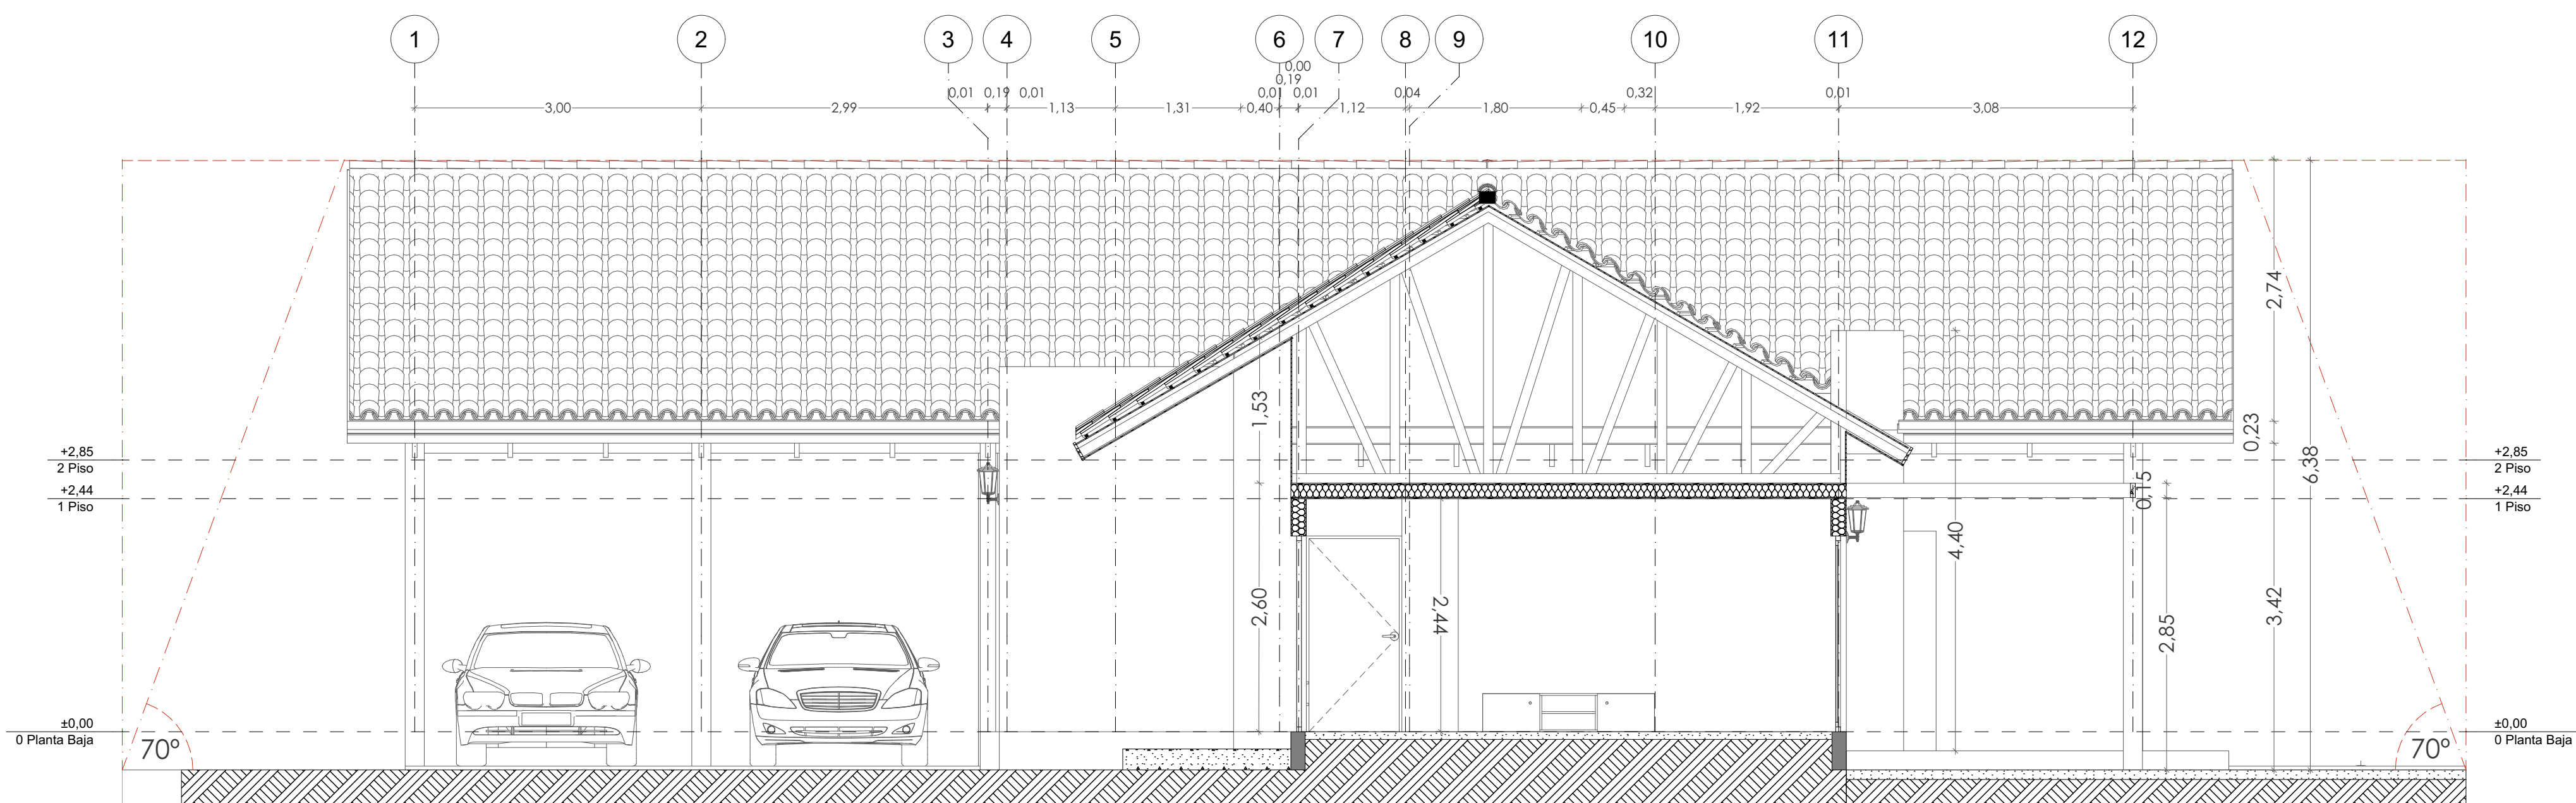 1 2 3 4 5 6 7 8 9 10 11 12
0,00
0,19
0,01 0,19 0,01 0,01 0,01 0,04 0,32 0,01
3,00 2,99 1,13 1,31 0,40 1,12 1,80 0,45 1,92 3,08
2,74
1,53
0,23
6,38
+2,85
2 Piso
+2,44
1 Piso
+2,85
2 Piso
+2,44
1 Piso
0,15
4,40
2,60
2,44
2,85
3,42
±0,00
0 Planta Baja
70°
70°
±0,00
0 Planta Baja